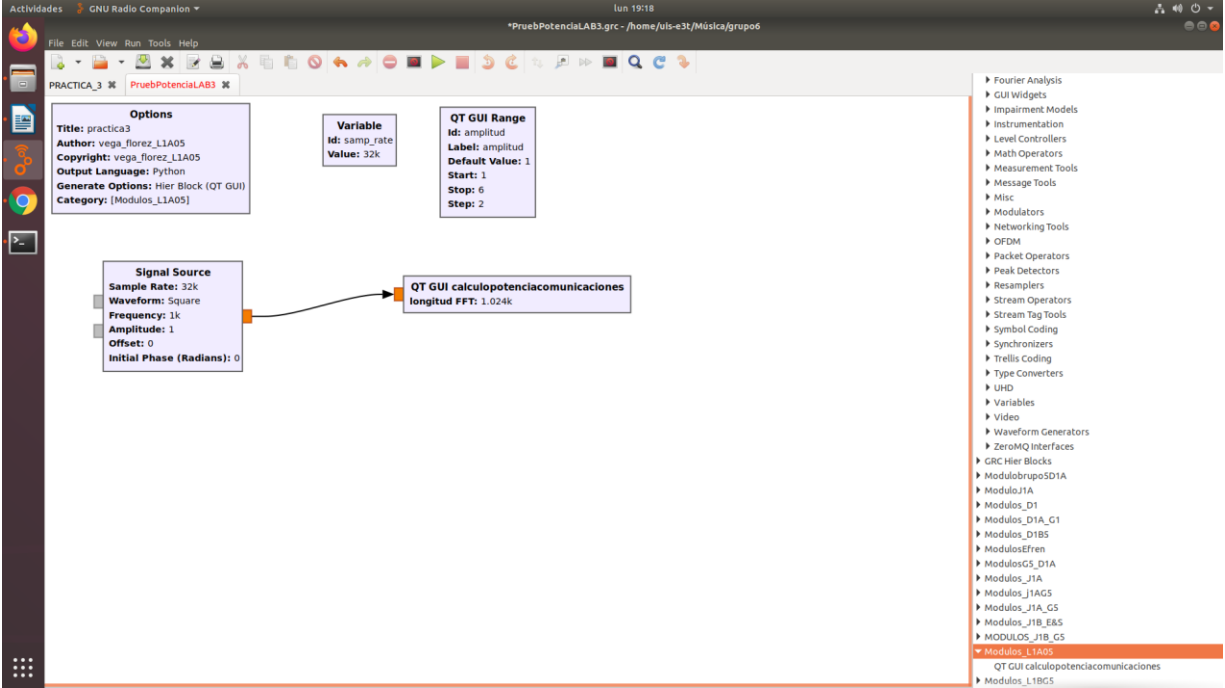 Actividades GNU Radio Companion lun 19:18
*PruebPotenciaLAB3.grc - /home/uis-e3t/Música/grupo6
File Edit View Run Tools Help
PRACTICA_3 PruebPotenciaLAB3
Options
Title: practica3
Author: vega_florez_L1A05
Copyright: vega_florez_L1A05
Output Language: Python
Generate Options: Hier Block (QT GUI)
Category: [Modulos_L1A05]
Variable
Id: samp_rate
Value: 32k
QT GUI Range
Id: amplitud
Label: amplitud
Default Value: 1
Start: 1
Stop: 6
Step: 2
Signal Source
Sample Rate: 32k
Waveform: Square
Frequency: 1k
Amplitude: 1
Offset: 0
Initial Phase (Radians): 0
QT GUI calculopotenciacomunicaciones
longitud FFT: 1.024k
Fourier Analysis
GUI Widgets
Impairment Models
Instrumentation
Level Controllers
Math Operators
Measurement Tools
Message Tools
Misc
Modulators
Networking Tools
OFDM
Packet Operators
Peak Detectors
Resamplers
Stream Operators
Stream Tag Tools
Symbol Coding
Synchronizers
Trellis Coding
Type Converters
UHD
Variables
Video
Waveform Generators
ZeroMQ Interfaces
GRC Hier Blocks
ModulobrupoSD1A
ModuloJ1A
Modulos_D1
Modulos_D1A_G1
Modulos_D1B5
ModulosEfren
ModulosG5_D1A
Modulos_J1A
Modulos_j1AG5
Modulos_J1A_G5
Modulos_J1B_E&S
MODULOS_J1B_G5
Modulos_L1A05
QT GUI calculopotenciacomunicaciones
Modulos_L1BG5